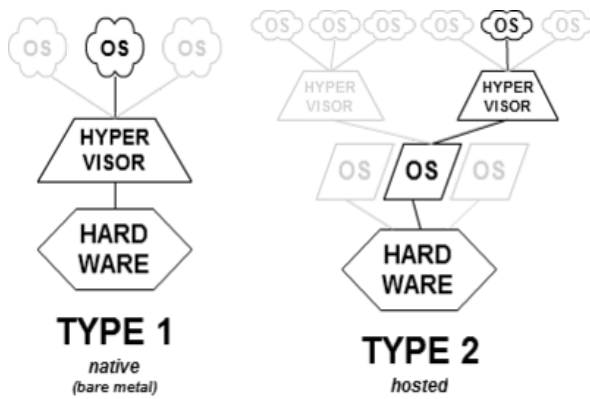 OS OS OS
HYPER
VISOR
HARD
WARE
TYPE 1
native
(bare metal)
OS OS OS OS OS OS
HYPER
VISOR
HYPER
VISOR
OS OS OS
HARD
WARE
TYPE 2
hosted